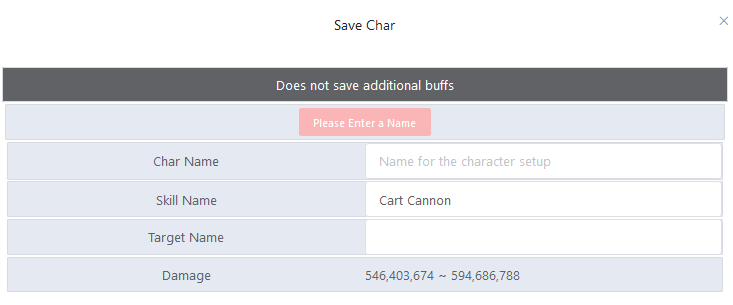 Save Char
Does not save additional buffs
Please Enter a Name
Char Name Name for the character setup
Skill Name Cart Cannon
Target Name
Damage 546,403,674 ~ 594,686,788